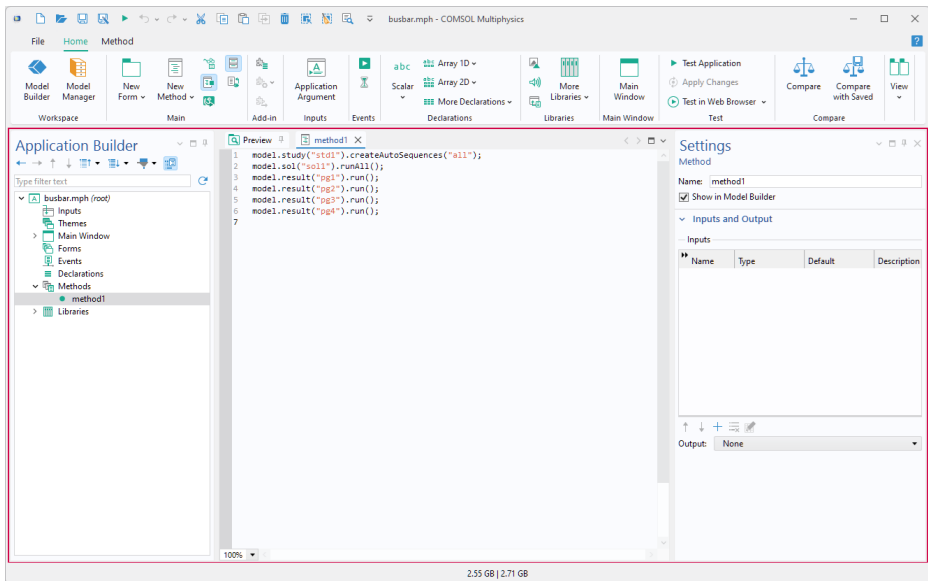 busbar.mph - COMSOL Multiphysics
File Home Method
Model Builder
Model Manager
Workspace
New Form
New Method
Main
Add-in
Application Argument
Inputs
Events
abc
Scalar
abc Array 1D
abc Array 2D
More Declarations
Declarations
More Libraries
Libraries
Main Window
Main Window
Test Application
Apply Changes
Test in Web Browser
Test
Compare
Compare with Saved
Compare
View
Application Builder
Type filter text
busbar.mph (root)
Inputs
Themes
Main Window
Forms
Events
Declarations
Methods
method1
Libraries
Preview method1
1 model.study("std1").createAutoSequences("all");
2 model.sol("sol1").runAll();
3 model.result("pg1").run();
4 model.result("pg2").run();
5 model.result("pg3").run();
6 model.result("pg4").run();
7
100%
Settings
Method
Name: method1
Show in Model Builder
Inputs and Output
Inputs
Name Type Default Description
Output: None
2.55 GB | 2.71 GB